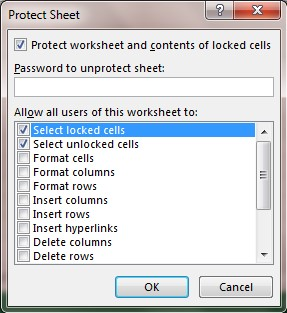 Protect Sheet
?
Protect worksheet and contents of locked cells
Password to unprotect sheet:
Allow all users of this worksheet to:
Select locked cells
Select unlocked cells
Format cells
Format columns
Format rows
Insert columns
Insert rows
Insert hyperlinks
Delete columns
Delete rows
OK Cancel